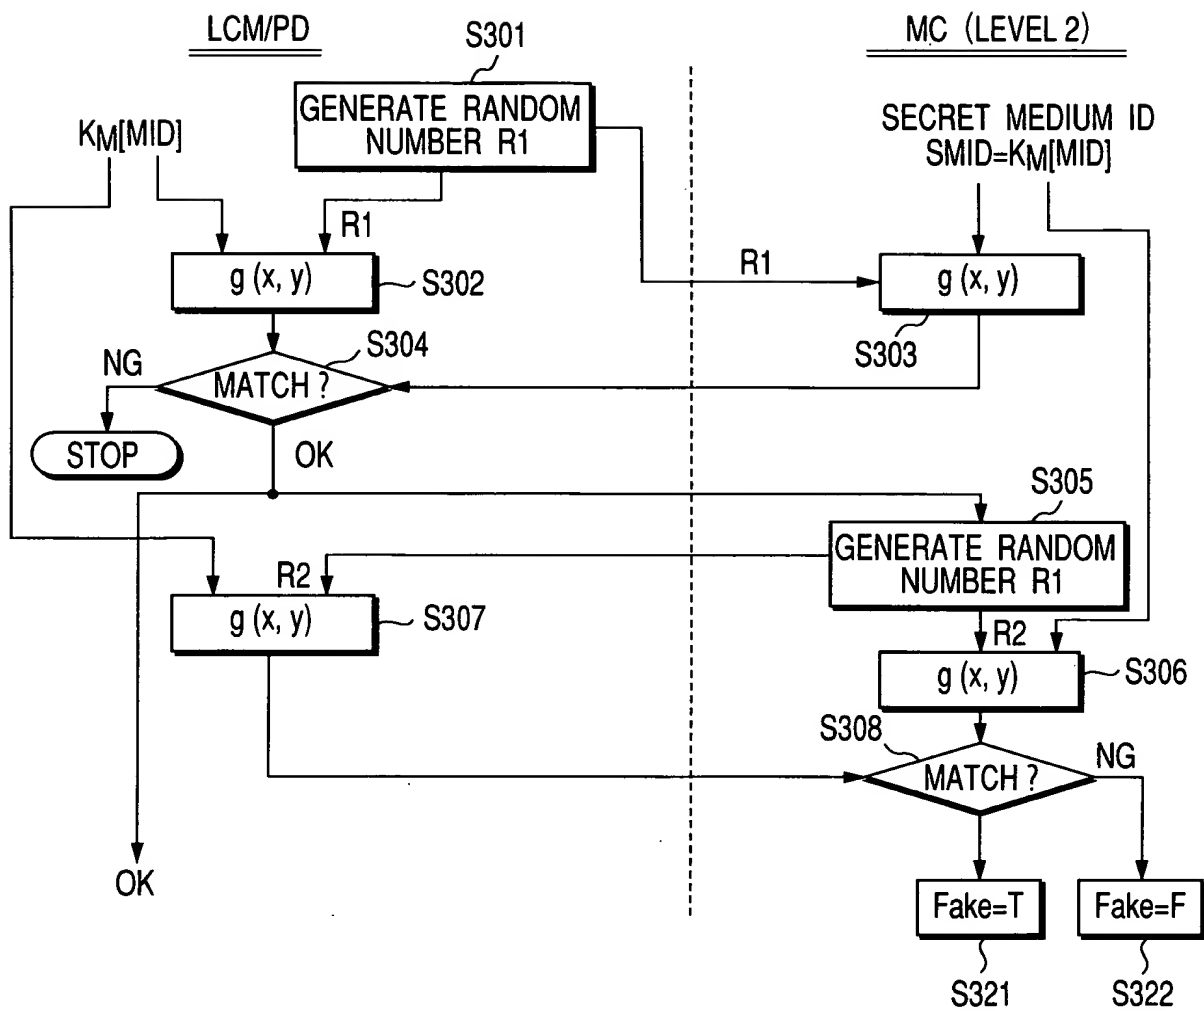 LCM/PD
S301
MC (LEVEL 2)
GENERATE RANDOM
NUMBER R1
KM[MID]
SECRET MEDIUM ID
SMID=KM[MID]
R1
R1
g (x, y)
S302
g (x, y)
S303
S304
NG
MATCH ?
STOP
OK
S305
GENERATE RANDOM
NUMBER R1
R2
g (x, y)
S307
R2
g (x, y)
S306
S308
MATCH ?
NG
OK
Fake=T
Fake=F
S321
S322